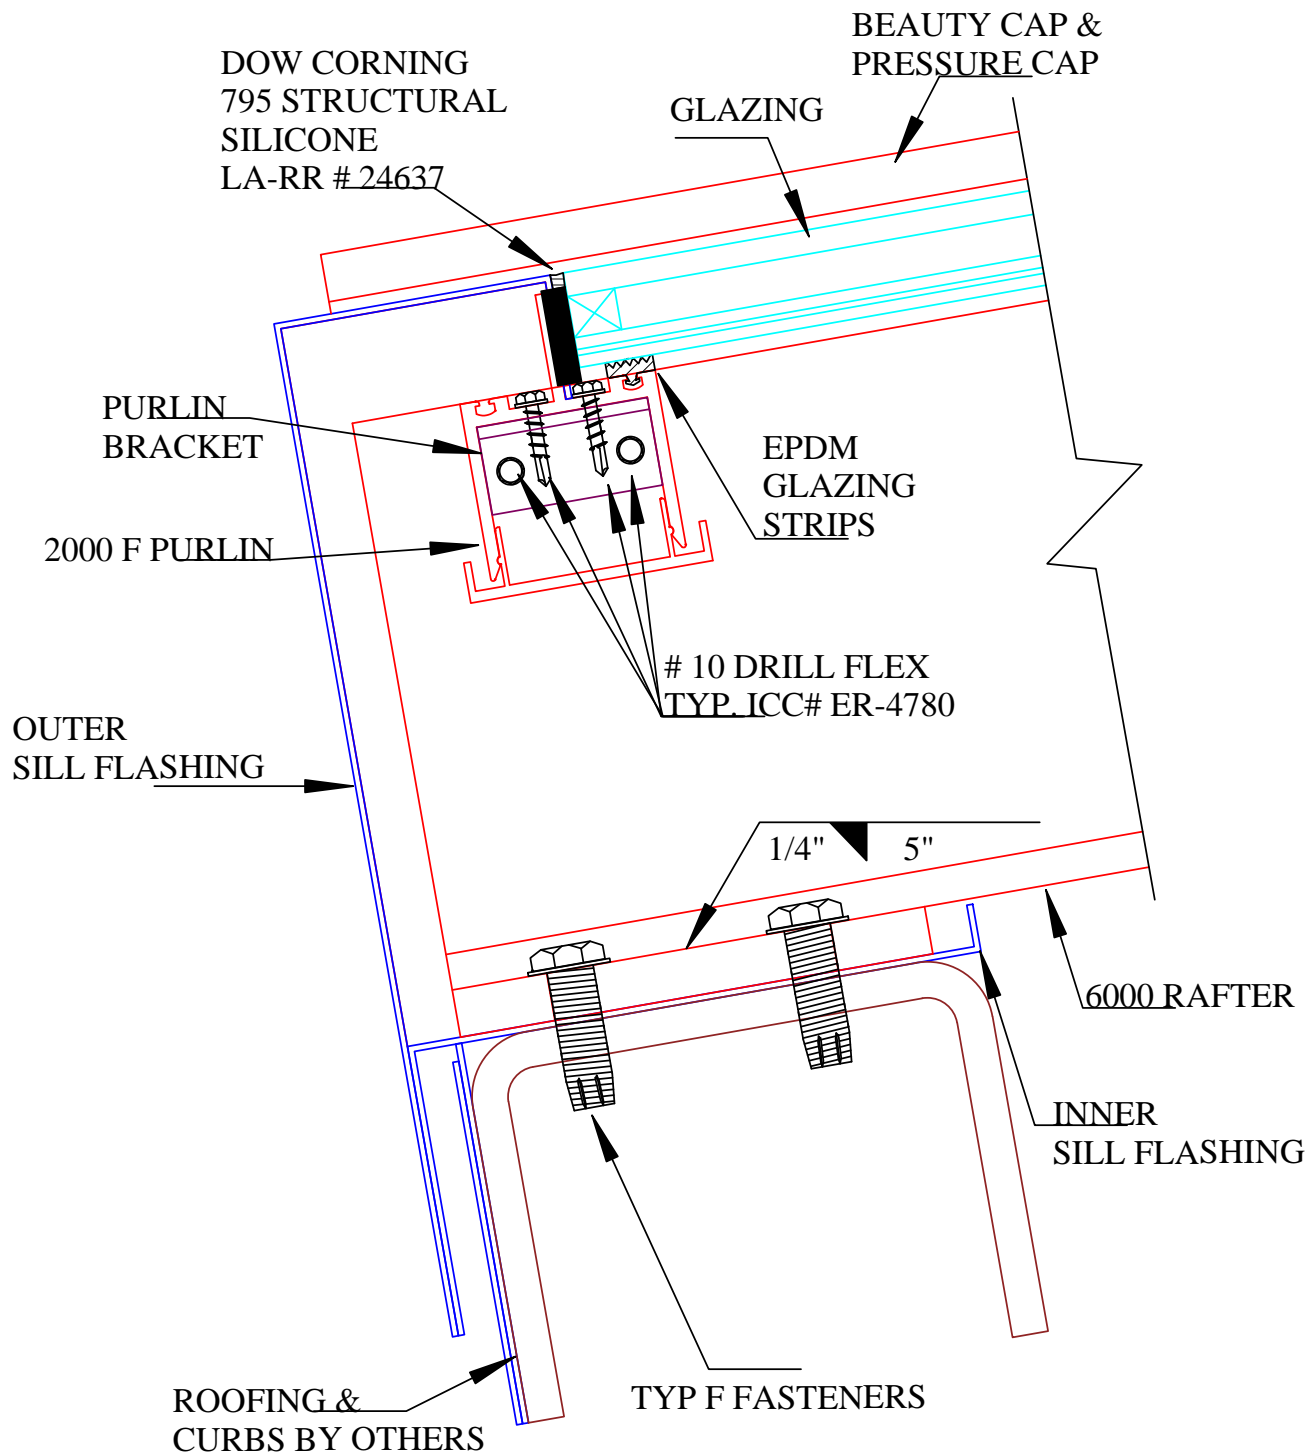 BEAUTY CAP &
PRESSURE CAP
DOW CORNING
795 STRUCTURAL
SILICONE
LA-RR # 24637
GLAZING
PURLIN
BRACKET
EPDM
GLAZING
STRIPS
2000 F PURLIN
# 10 DRILL FLEX
TYP. ICC# ER-4780
OUTER
SILL FLASHING
1/4" 5"
6000 RAFTER
INNER
SILL FLASHING
TYP F FASTENERS
ROOFING &
CURBS BY OTHERS